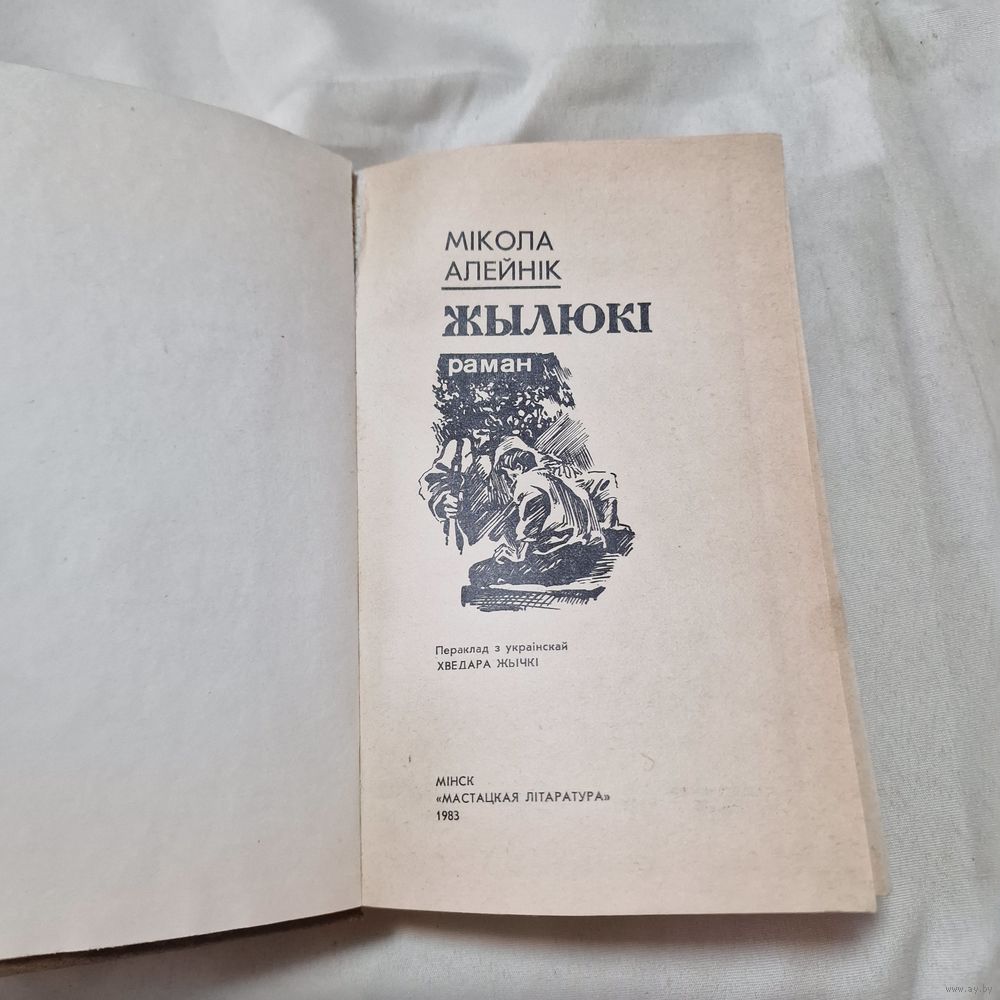 МІКОЛА
АЛЕЙНІК
ЖЫЛЮКІ
раман
Пераклад з украінскай
ХВЕДАРА ЖЫЧКІ
МІНСК
«МАСТАЦКАЯ ЛІТАРАТУРА»
1983
www.ay.by